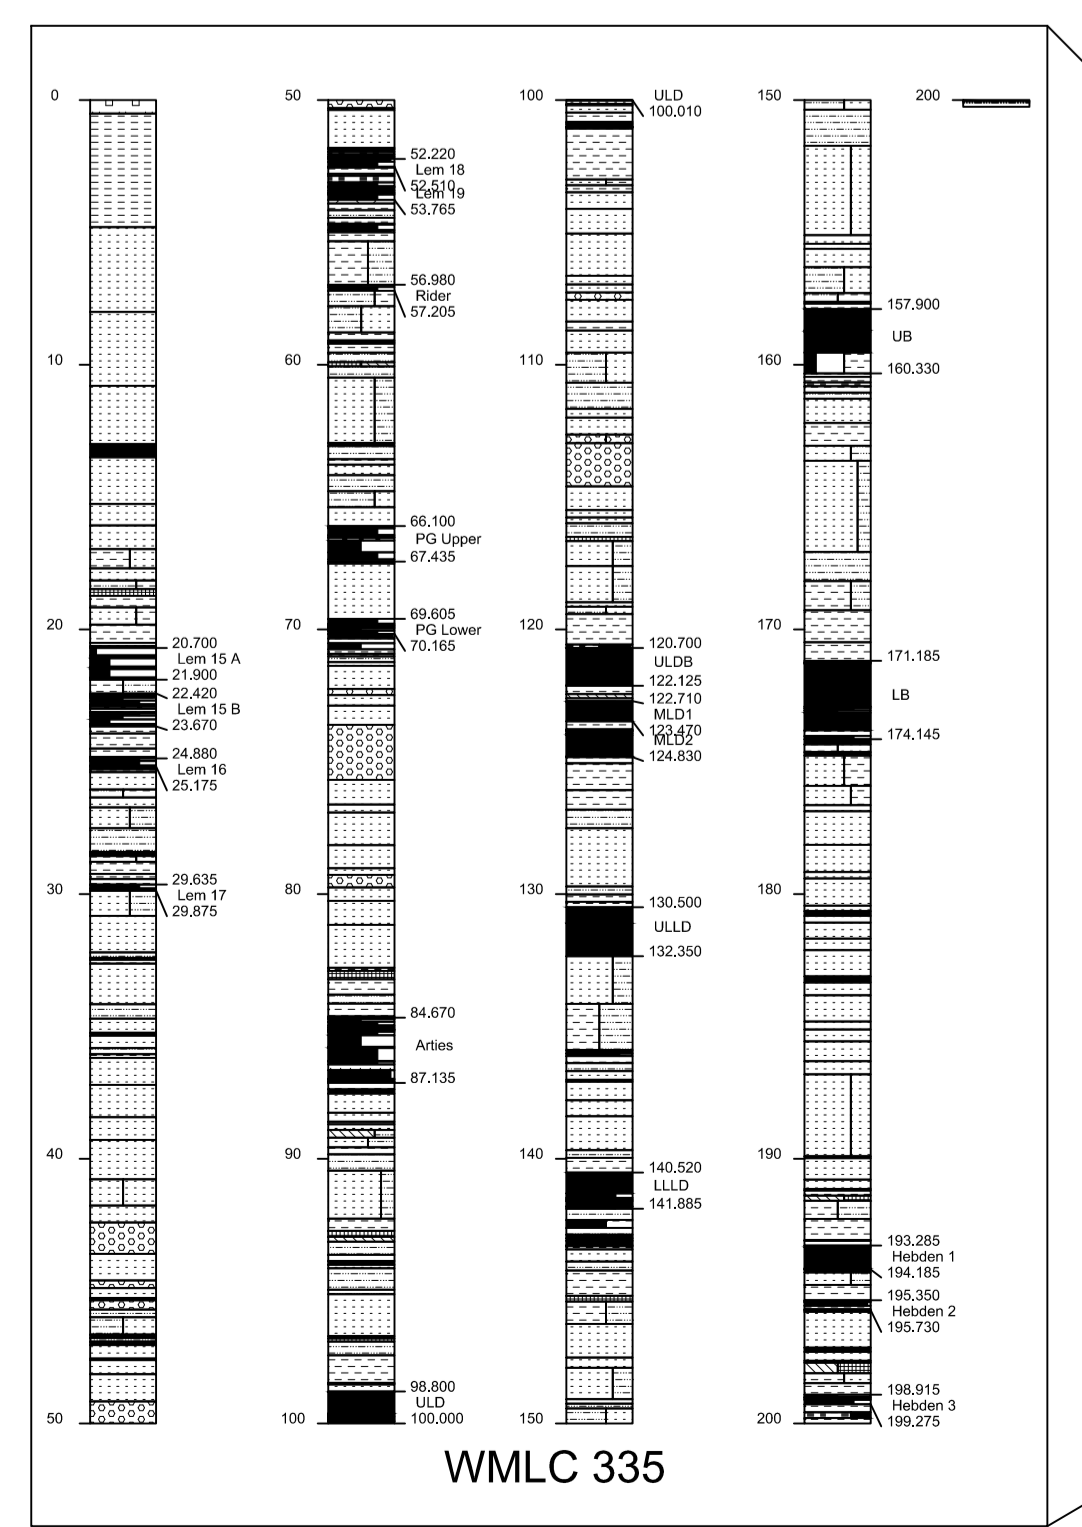 0
10
20
20.700
Lem 15 A
21.900
22.420
Lem 15 B
23.670
24.880
Lem 16
25.175
29.635
30
Lem 17
29.875
40
50
50
52.220
Lem 18
52.510
Lem 19
53.765
56.980
Rider
57.205
60
66.100
PG Upper
67.435
69.605
70
PG Lower
70.165
80
84.670
Arties
87.135
90
98.800
ULD
100
100.000
100
ULD
100.010
110
120
120.700
ULDB
122.125
122.710
MLD1
123.470
MLD2
124.830
130
130.500
ULLD
132.350
140
140.520
LLLD
141.885
150
150
157.900
UB
160
160.330
170
171.185
LB
174.145
180
190
193.285
Hebden 1
194.185
195.350
Hebden 2
195.730
198.915
Hebden 3
200
199.275
200
WMLC 335